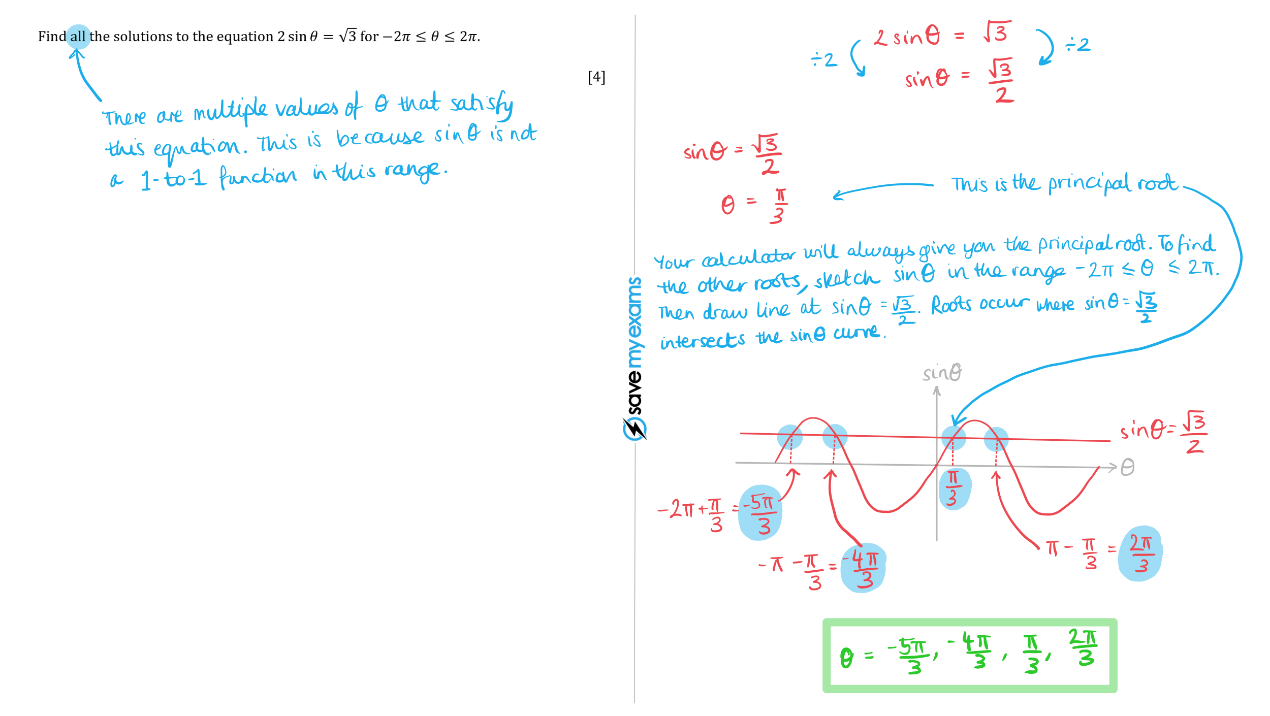 Find all the solutions to the equation 2 sin θ = √3 for −2π ≤ θ ≤ 2π.
[4]
There are multiple values of θ that satisfy
this equation. This is because sinθ is not
a 1-to-1 function in this range.
savemyexams
2 sinθ = √3
÷2
÷2
sinθ = √3/2
sinθ = √3/2
θ = π/3
This is the principal root
Your calculator will always give you the principal root. To find
the other roots, sketch sinθ in the range -2π ≤ θ ≤ 2π.
Then draw line at sinθ = √3/2. Roots occur where sinθ = √3/2
intersects the sinθ curve.
sinθ
sinθ = √3/2
θ
π/3
-2π + π/3 = -5π/3
-π - π/3 = -4π/3
π - π/3 = 2π/3
θ = -5π/3, -4π/3, π/3, 2π/3